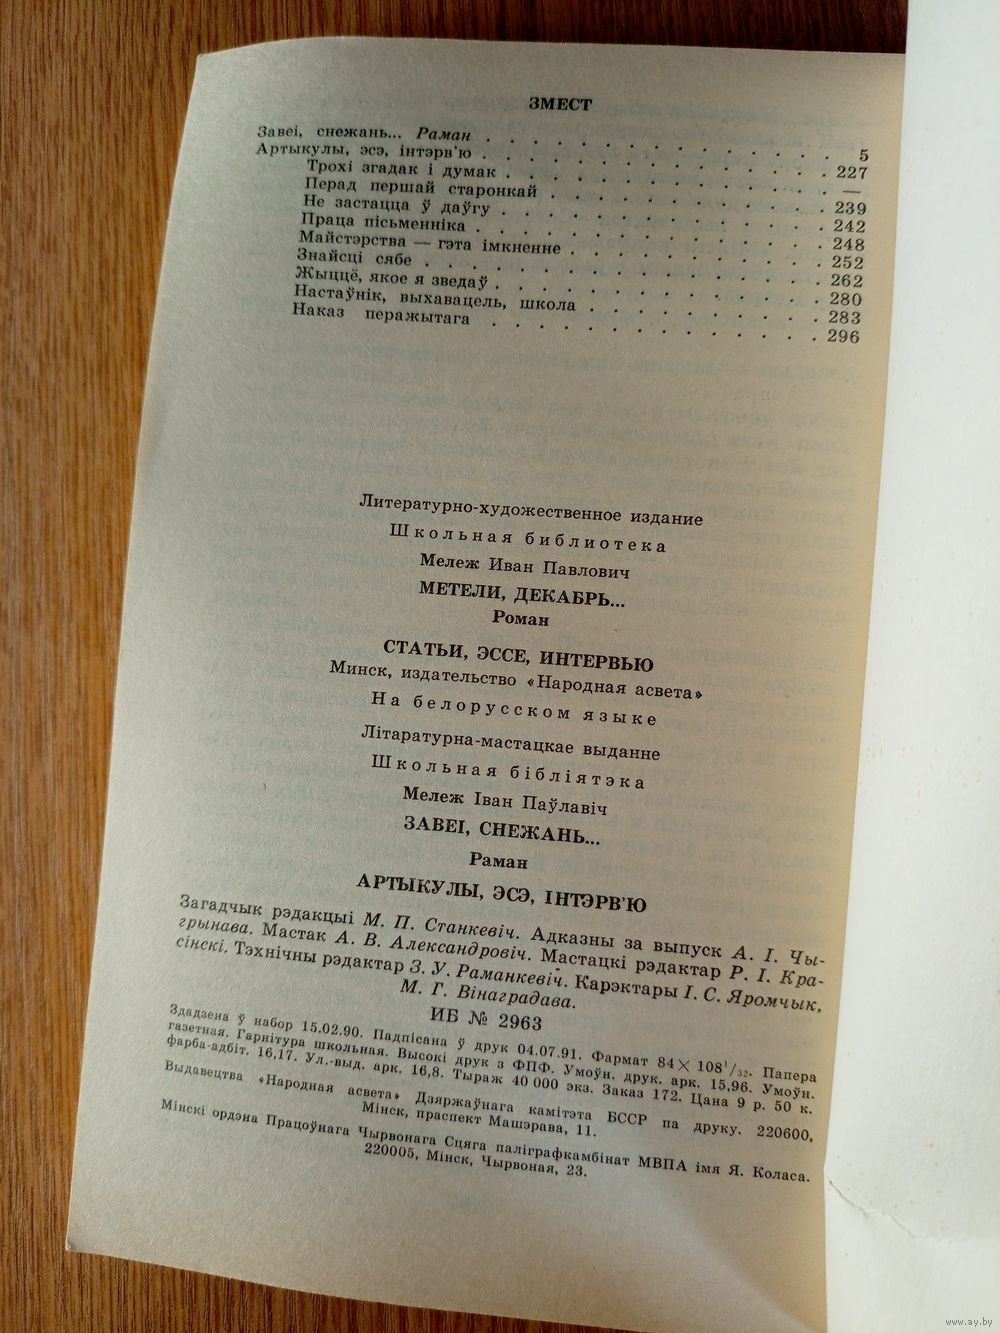 ЗМЕСТ
Завеі, снежань... Раман . . . . . . . . . . . . . . . 5
Артыкулы, эсэ, інтэрв'ю . . . . . . . . . . . . . . . 227
Трохі згадак і думак . . . . . . . . . . . . . . —
Перад першай старонкай . . . . . . . . . . . . 239
Не застацца ў даўгу . . . . . . . . . . . . . . 242
Праца пісьменніка . . . . . . . . . . . . . . . 248
Майстэрства — гэта імкненне . . . . . . . . . . . 252
Знайсці сябе . . . . . . . . . . . . . . . . . 262
Жыццё, якое я зведаў . . . . . . . . . . . . . . 280
Настаўнік, выхавацель, школа . . . . . . . . . . 283
Наказ перажытага . . . . . . . . . . . . . . 296
Литературно-художественное издание
Школьная библиотека
Мележ Иван Павлович
МЕТЕЛИ, ДЕКАБРЬ...
Роман
СТАТЬИ, ЭССЕ, ИНТЕРВЬЮ
Минск, издательство «Народная асвета»
На белорусском языке
Літаратурна-мастацкае выданне
Школьная бібліятэка
Мележ Іван Паўлавіч
ЗАВЕІ, СНЕЖАНЬ...
Раман
АРТЫКУЛЫ, ЭСЭ, ІНТЭРВ'Ю
Загадчык рэдакцыі М. П. Станкевіч. Адказны за выпуск А. І. Чы-
грынава. Мастак А. В. Александровіч. Мастацкі рэдактар Р. І. Кра-
сінскі. Тэхнічны рэдактар З. У. Раманкевіч. Карэктары І. С. Яромчык,
М. Г. Вінаградава.
ИБ № 2963
Здадзена ў набор 15.02.90. Падпісана ў друк 04.07.91. Фармат 84×108¹/₃₂. Папера
газетная. Гарнітура школьная. Высокі друк з ФПФ. Умоўн. друк. арк. 15,96. Умоўн.
фарба-адбіт. 16,17. Ул.-выд. арк. 16,8. Тыраж 40 000 экз. Заказ 172. Цана 9 р. 50 к.
Выдавецтва «Народная асвета» Дзяржаўнага камітэта БССР па друку. 220600,
Мінск, праспект Машэрава, 11.
Мінскі ордэна Працоўнага Чырвонага Сцяга паліграфкамбінат МВПА імя Я. Коласа.
220005, Мінск, Чырвоная, 23.
www.ay.by